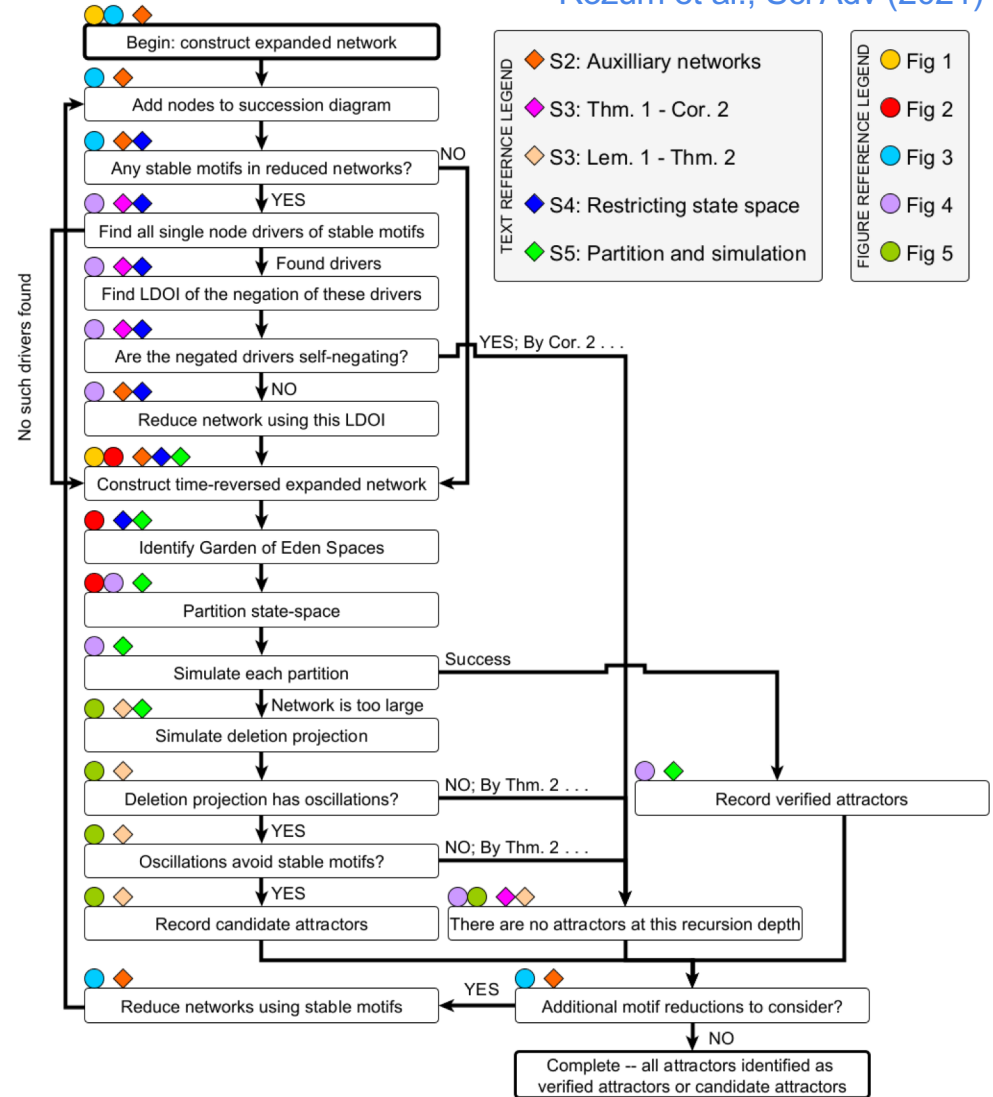 Rozum et al., Sci Adv (2021)
Begin: construct expanded network
Add nodes to succession diagram
Any stable motifs in reduced networks?
NO
YES
Find all single node drivers of stable motifs
Found drivers
No such drivers found
Find LDOI of the negation of these drivers
Are the negated drivers self-negating?
YES; By Cor. 2 . . .
NO
Reduce network using this LDOI
Construct time-reversed expanded network
Identify Garden of Eden Spaces
Partition state-space
Simulate each partition
Success
Network is too large
Simulate deletion projection
Deletion projection has oscillations?
NO; By Thm. 2 . . .
YES
Oscillations avoid stable motifs?
NO; By Thm. 2 . . .
YES
Record candidate attractors
There are no attractors at this recursion depth
Record verified attractors
Additional motif reductions to consider?
YES
Reduce networks using stable motifs
NO
Complete -- all attractors identified as
verified attractors or candidate attractors
TEXT REFERNCE LEGEND
S2: Auxilliary networks
S3: Thm. 1 - Cor. 2
S3: Lem. 1 - Thm. 2
S4: Restricting state space
S5: Partition and simulation
FIGURE REFERENCE LEGEND
Fig 1
Fig 2
Fig 3
Fig 4
Fig 5